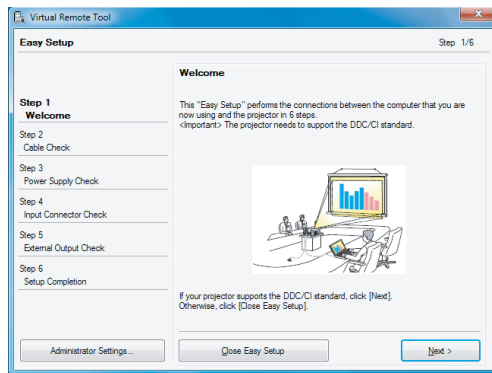 Virtual Remote Tool
Easy Setup
Step 1/6
Step 1
Welcome
Step 2
Cable Check
Step 3
Power Supply Check
Step 4
Input Connector Check
Step 5
External Output Check
Step 6
Setup Completion
Welcome
This "Easy Setup" perfoms the connections between the computer that you are
now using and the projector in 6 steps.
<Important> The projector needs to support the DDC/CI standard.
If your projector supports the DDC/CI standard, click [Next].
Otherwise, click [Close Easy Setup].
Administrator Settings...
Close Easy Setup
Next >